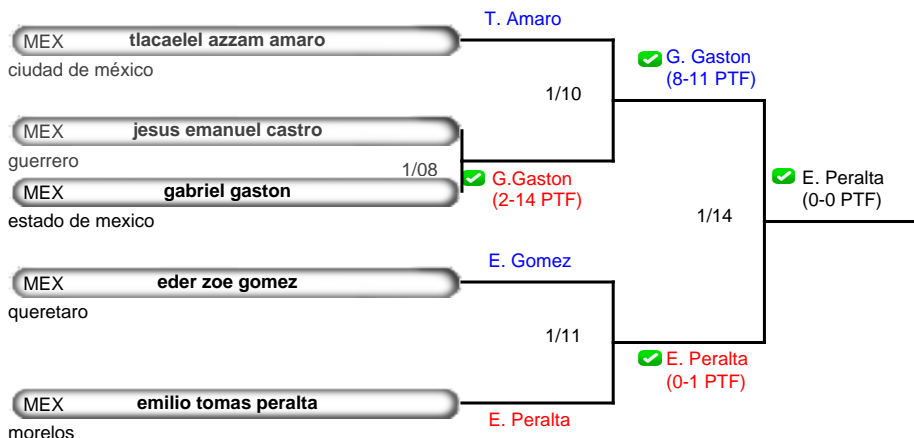 T. Amaro
MEX tlacaelel azzam amaro
ciudad de méxico
G. Gaston
(8-11 PTF)
1/10
MEX jesus emanuel castro
guerrero
1/08
G.Gaston
(2-14 PTF)
MEX gabriel gaston
estado de mexico
E. Peralta
(0-0 PTF)
1/14
E. Gomez
MEX eder zoe gomez
queretaro
1/11
E. Peralta
(0-1 PTF)
MEX emilio tomas peralta
E. Peralta
morelos